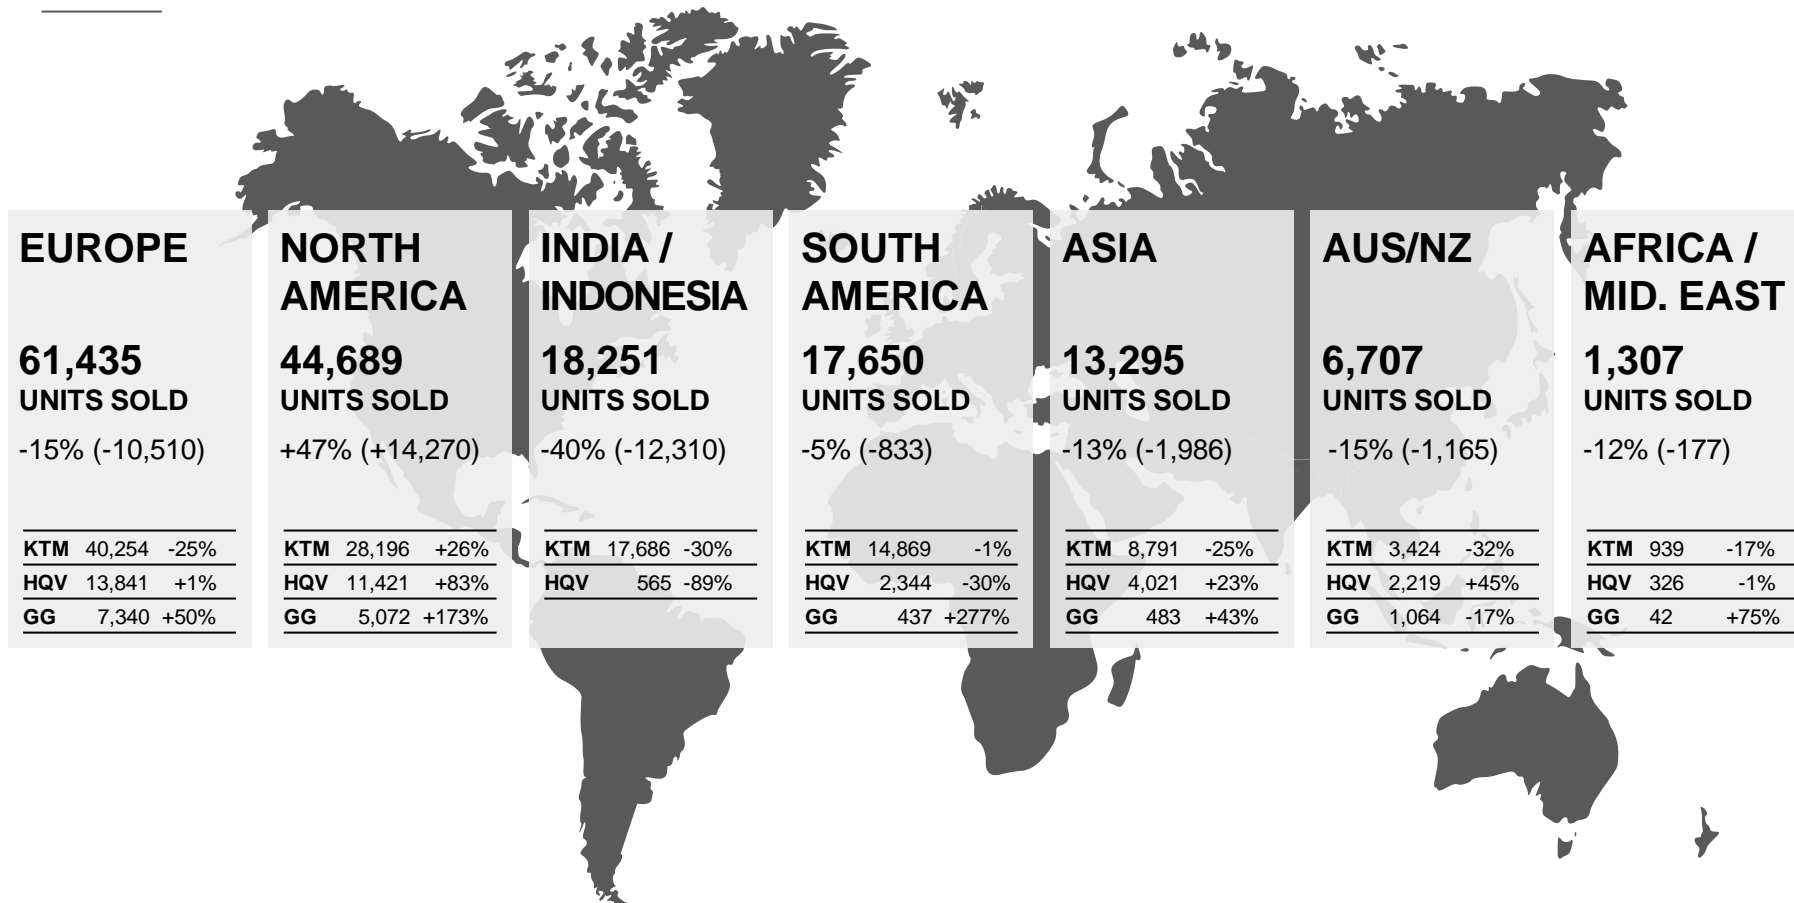 EUROPE
61,435
UNITS SOLD
-15% (-10,510)
KTM 40,254 -25%
HQV 13,841 +1%
GG 7,340 +50%
NORTH
AMERICA
44,689
UNITS SOLD
+47% (+14,270)
KTM 28,196 +26%
HQV 11,421 +83%
GG 5,072 +173%
INDIA /
INDONESIA
18,251
UNITS SOLD
-40% (-12,310)
KTM 17,686 -30%
HQV 565 -89%
SOUTH
AMERICA
17,650
UNITS SOLD
-5% (-833)
KTM 14,869 -1%
HQV 2,344 -30%
GG 437 +277%
ASIA
13,295
UNITS SOLD
-13% (-1,986)
KTM 8,791 -25%
HQV 4,021 +23%
GG 483 +43%
AUS/NZ
6,707
UNITS SOLD
-15% (-1,165)
KTM 3,424 -32%
HQV 2,219 +45%
GG 1,064 -17%
AFRICA /
MID. EAST
1,307
UNITS SOLD
-12% (-177)
KTM 939 -17%
HQV 326 -1%
GG 42 +75%